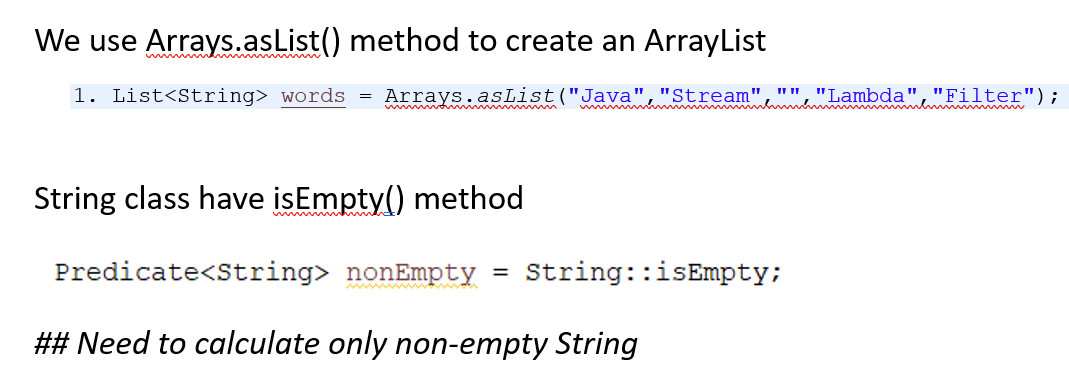 We use Arrays.asList() method to create an ArrayList
1. List<String> words = Arrays.asList("Java","Stream","","Lambda","Filter");
String class have isEmpty() method
Predicate<String> nonEmpty = String::isEmpty;
## Need to calculate only non-empty String